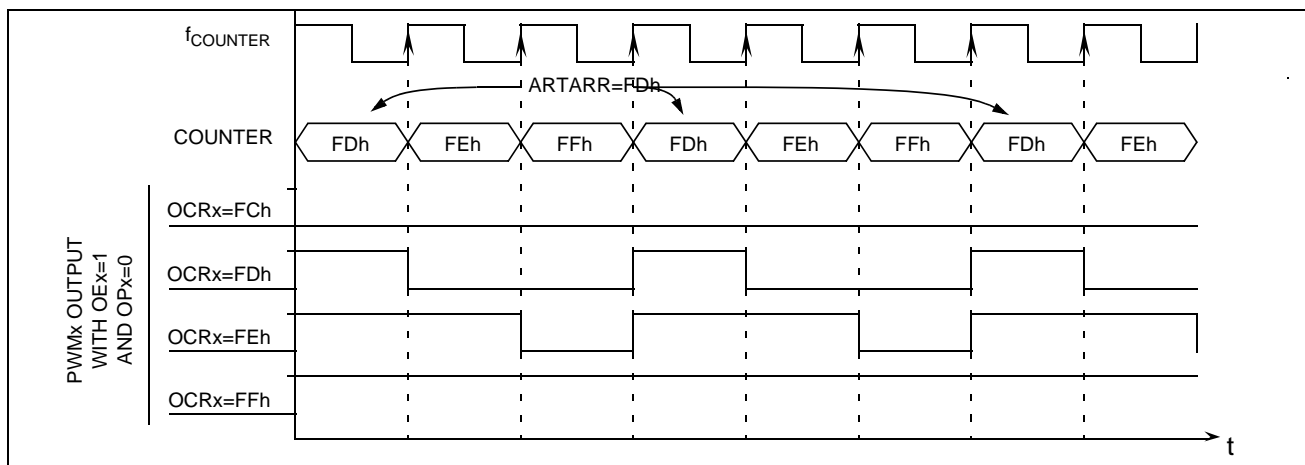 fCOUNTER
ARTARR=FDh
COUNTER
FDh FEh FFh FDh FEh FFh FDh FEh
PWMx OUTPUT
WITH OEx=1
AND OPx=0
OCRx=FCh
OCRx=FDh
OCRx=FEh
OCRx=FFh
t